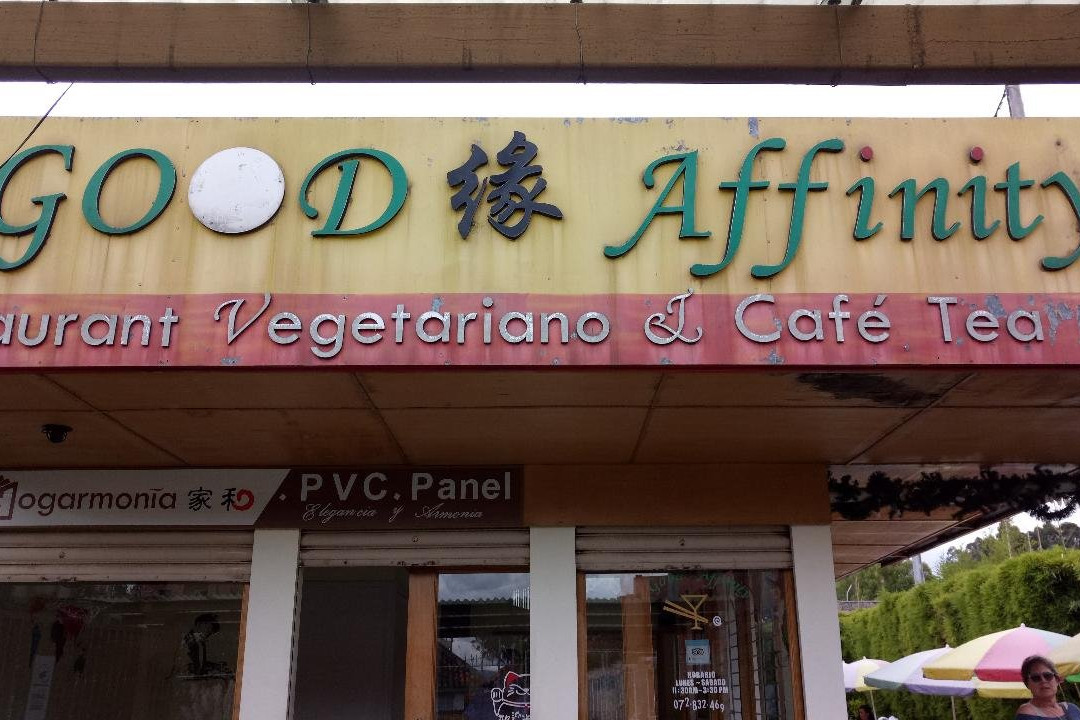 GOOD 缘 Affinity
aurant Vegetariano & Café Tea
ogarmonía 家和 . PVC. Panel
Elegancia y Armonia
HORARIO
LUNES - SABADO
11:30AM - 3:30PM
072-832-469